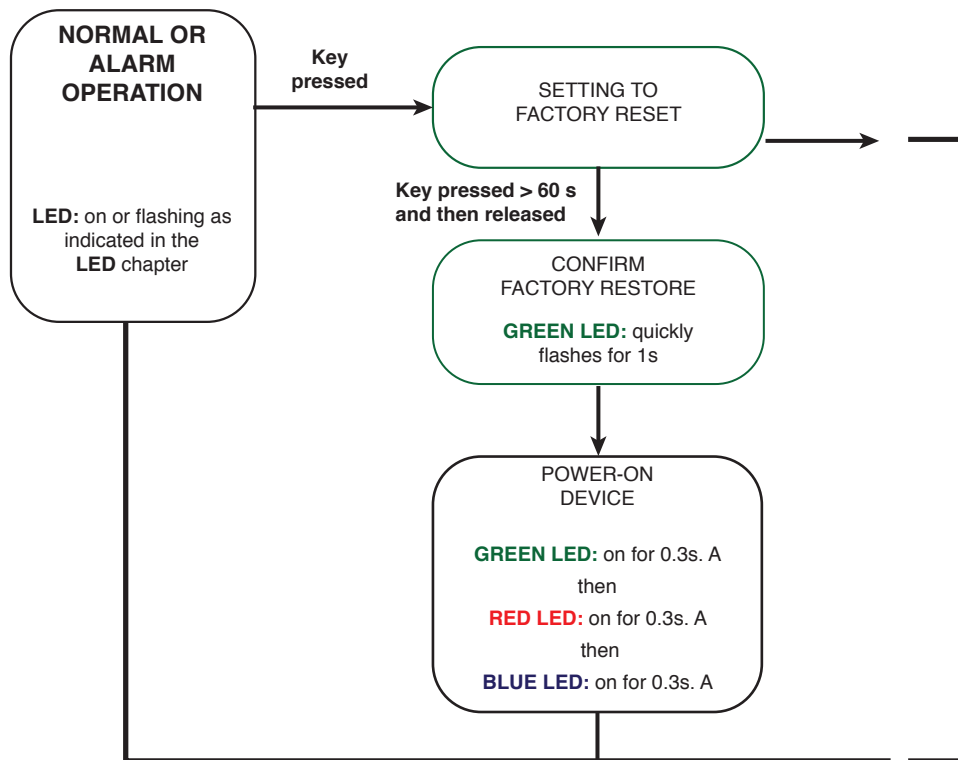 NORMAL OR
ALARM
OPERATION
LED: on or flashing as
indicated in the
LED chapter
Key
pressed
SETTING TO
FACTORY RESET
Key pressed > 60 s
and then released
CONFIRM
FACTORY RESTORE
GREEN LED: quickly
flashes for 1s
POWER-ON
DEVICE
GREEN LED: on for 0.3s. A
then
RED LED: on for 0.3s. A
then
BLUE LED: on for 0.3s. A